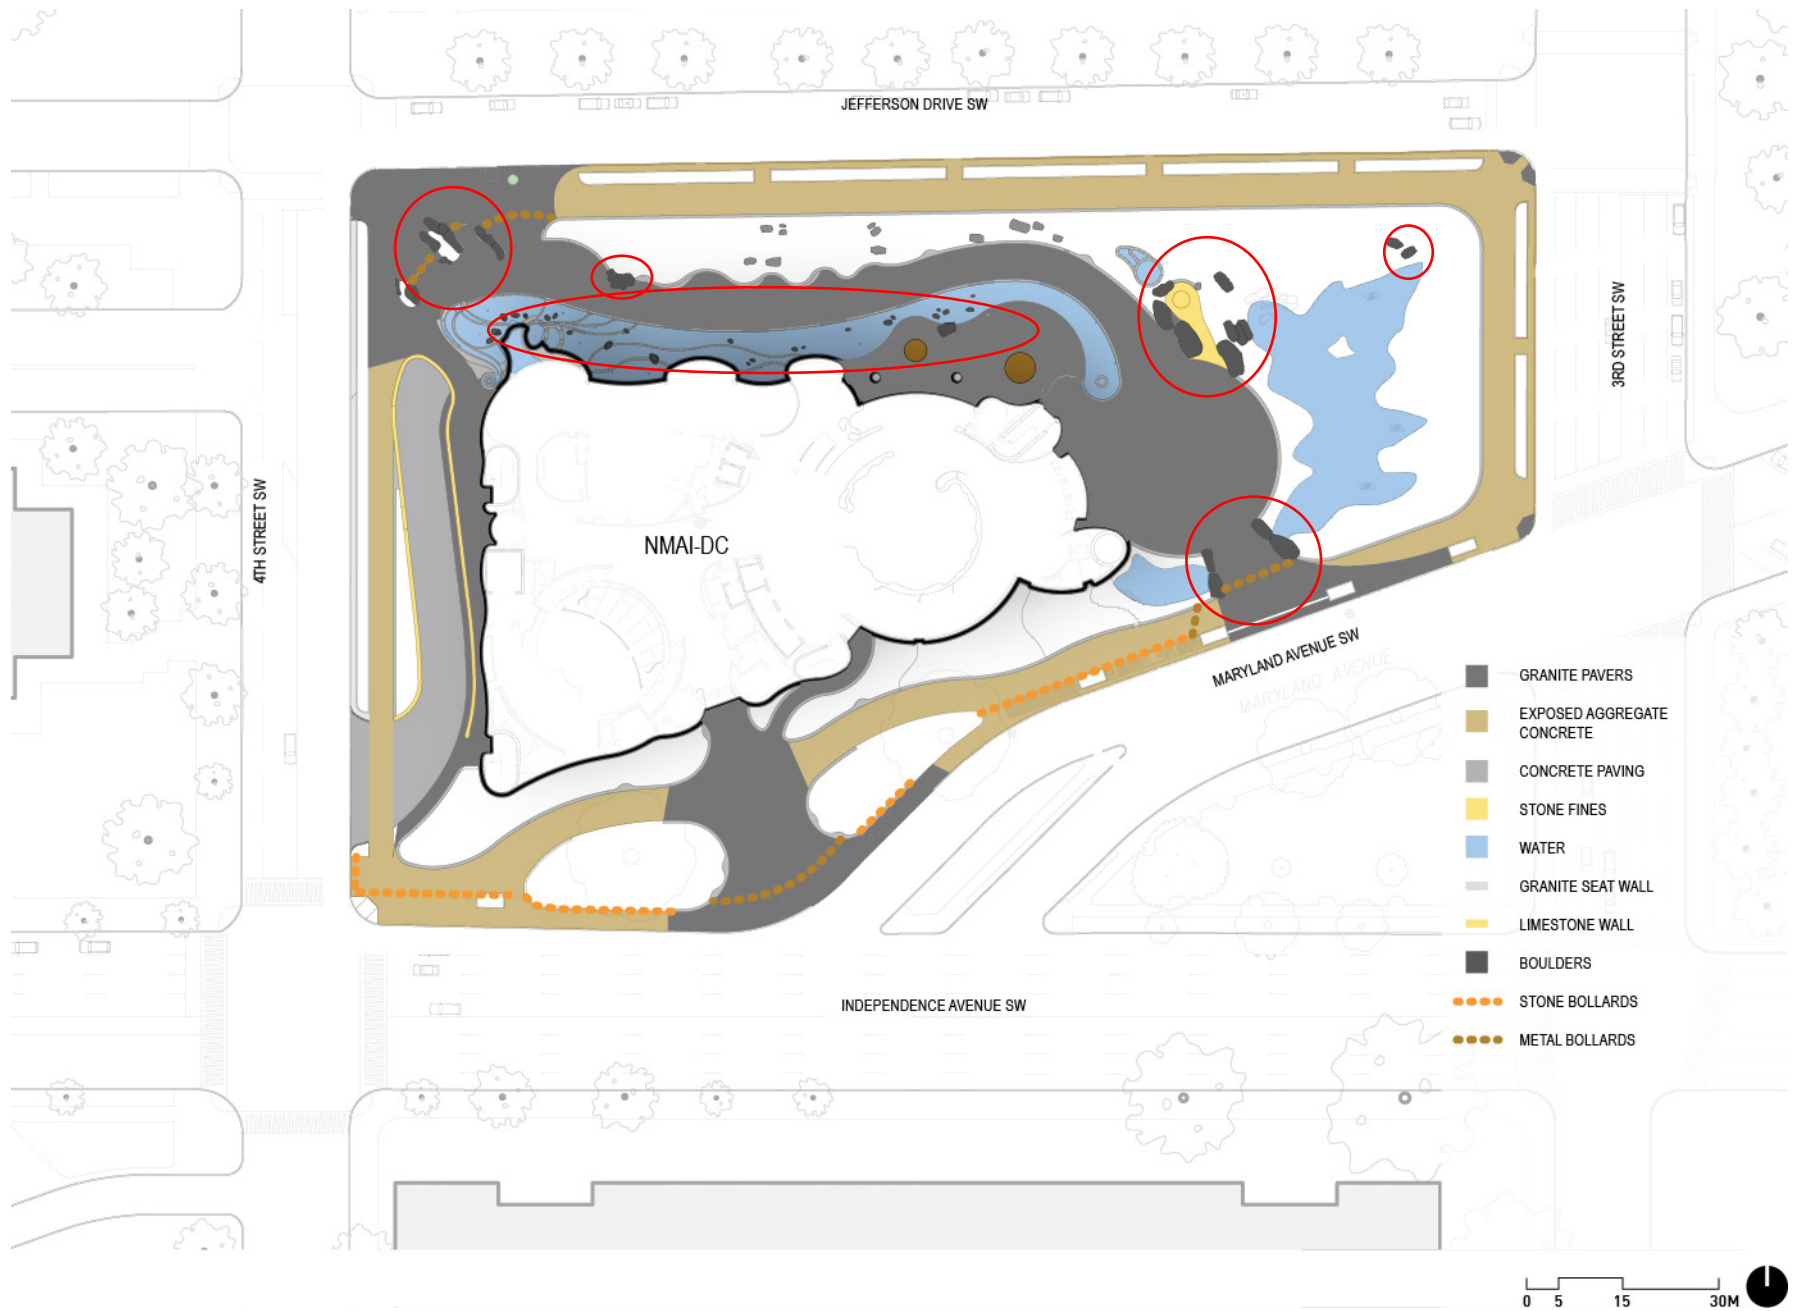 JEFFERSON DRIVE SW
3RD STREET SW
4TH STREET SW
NMAI-DC
MARYLAND AVENUE SW
MARYLAND AVENUE
GRANITE PAVERS
EXPOSED AGGREGATE
CONCRETE
CONCRETE PAVING
STONE FINES
WATER
GRANITE SEAT WALL
LIMESTONE WALL
BOULDERS
STONE BOLLARDS
METAL BOLLARDS
INDEPENDENCE AVENUE SW
0 5 15 30M